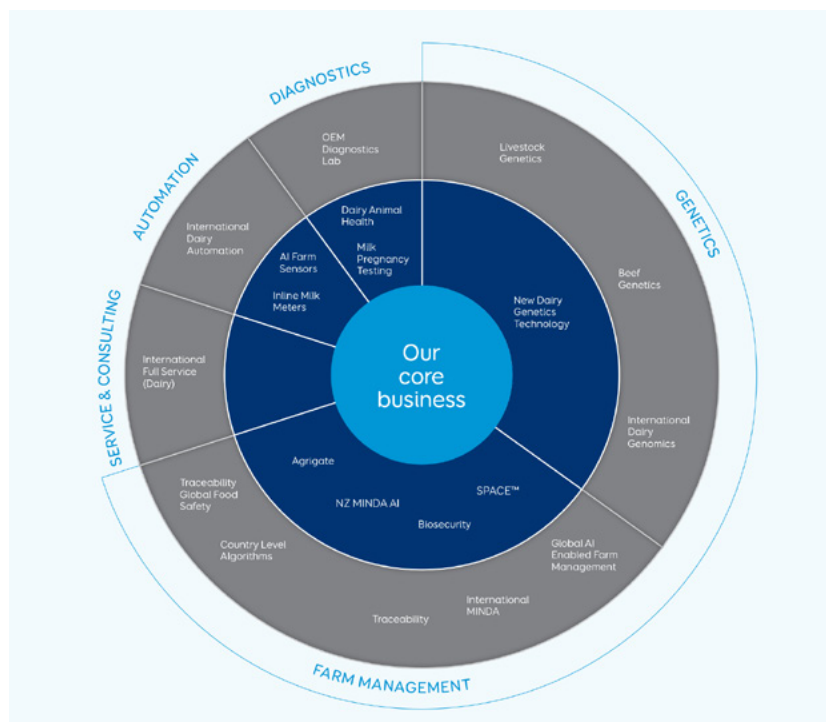 DIAGNOSTICS
AUTOMATION
SERVICE & CONSULTING
GENETICS
FARM MANAGEMENT
OEM
Diagnostics
Lab
Livestock
Genetics
International
Dairy
Automation
Beef
Genetics
International
Full Service
(Dairy)
International
Dairy
Genomics
Traceability
Global Food
Safety
Country Level
Algorithms
Traceability
International
MINDA
Global AI
Enabled Farm
Management
Dairy Animal
Health
Milk
Pregnancy
Testing
AI Farm
Sensors
Inline Milk
Meters
New Dairy
Genetics
Technology
Agrigate
NZ MINDA AI
Biosecurity
SPACE™
Our
core
business